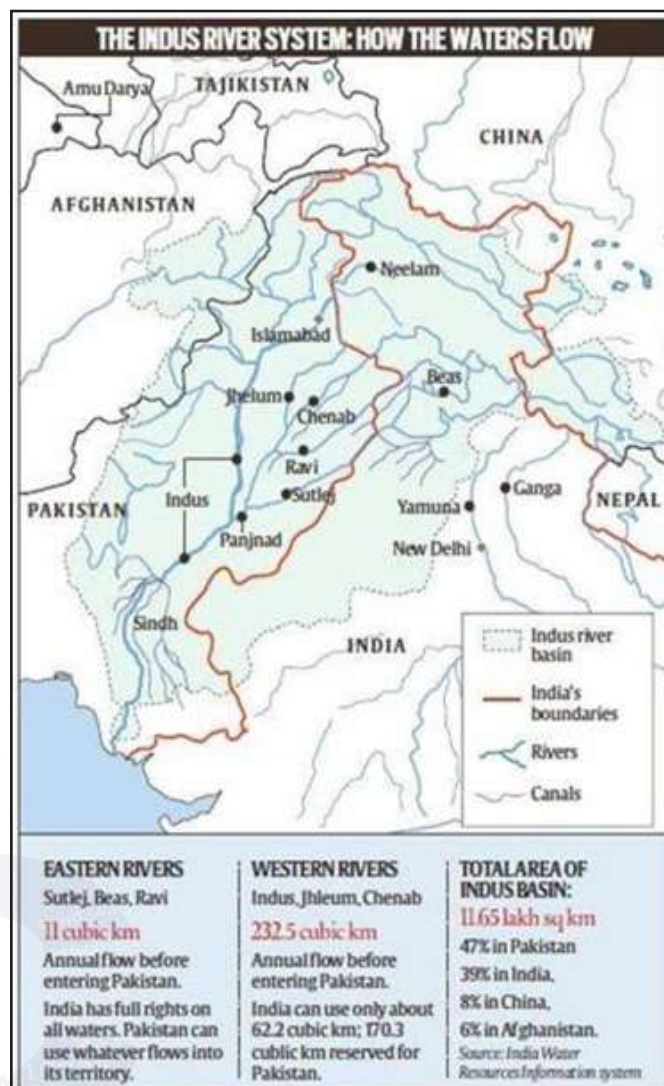 THE INDUS RIVER SYSTEM: HOW THE WATERS FLOW
Amu Darya
TAJIKISTAN
CHINA
AFGHANISTAN
Neelam
Islamabad
Jhelum
Chenab
Beas
Ravi
Indus
Sutlej
PAKISTAN
Panjnad
Yamuna
Ganga
NEPAL
New Delhi
Sindh
INDIA
Indus river
basin
India's
boundaries
Rivers
Canals
EASTERN RIVERS
Sutlej, Beas, Ravi
11 cubic km
Annual flow before
entering Pakistan.
India has full rights on
all waters. Pakistan can
use whatever flows into
its territory.
WESTERN RIVERS
Indus, Jhleum, Chenab
232.5 cubic km
Annual flow before
entering Pakistan.
India can use only about
62.2 cubic km; 170.3
cublic km reserved for
Pakistan.
TOTAL AREA OF
INDUS BASIN:
11.65 lakh sq km
47% in Pakistan
39% in India,
8% in China,
6% in Afghanistan.
Source: India Water
Resources Information system